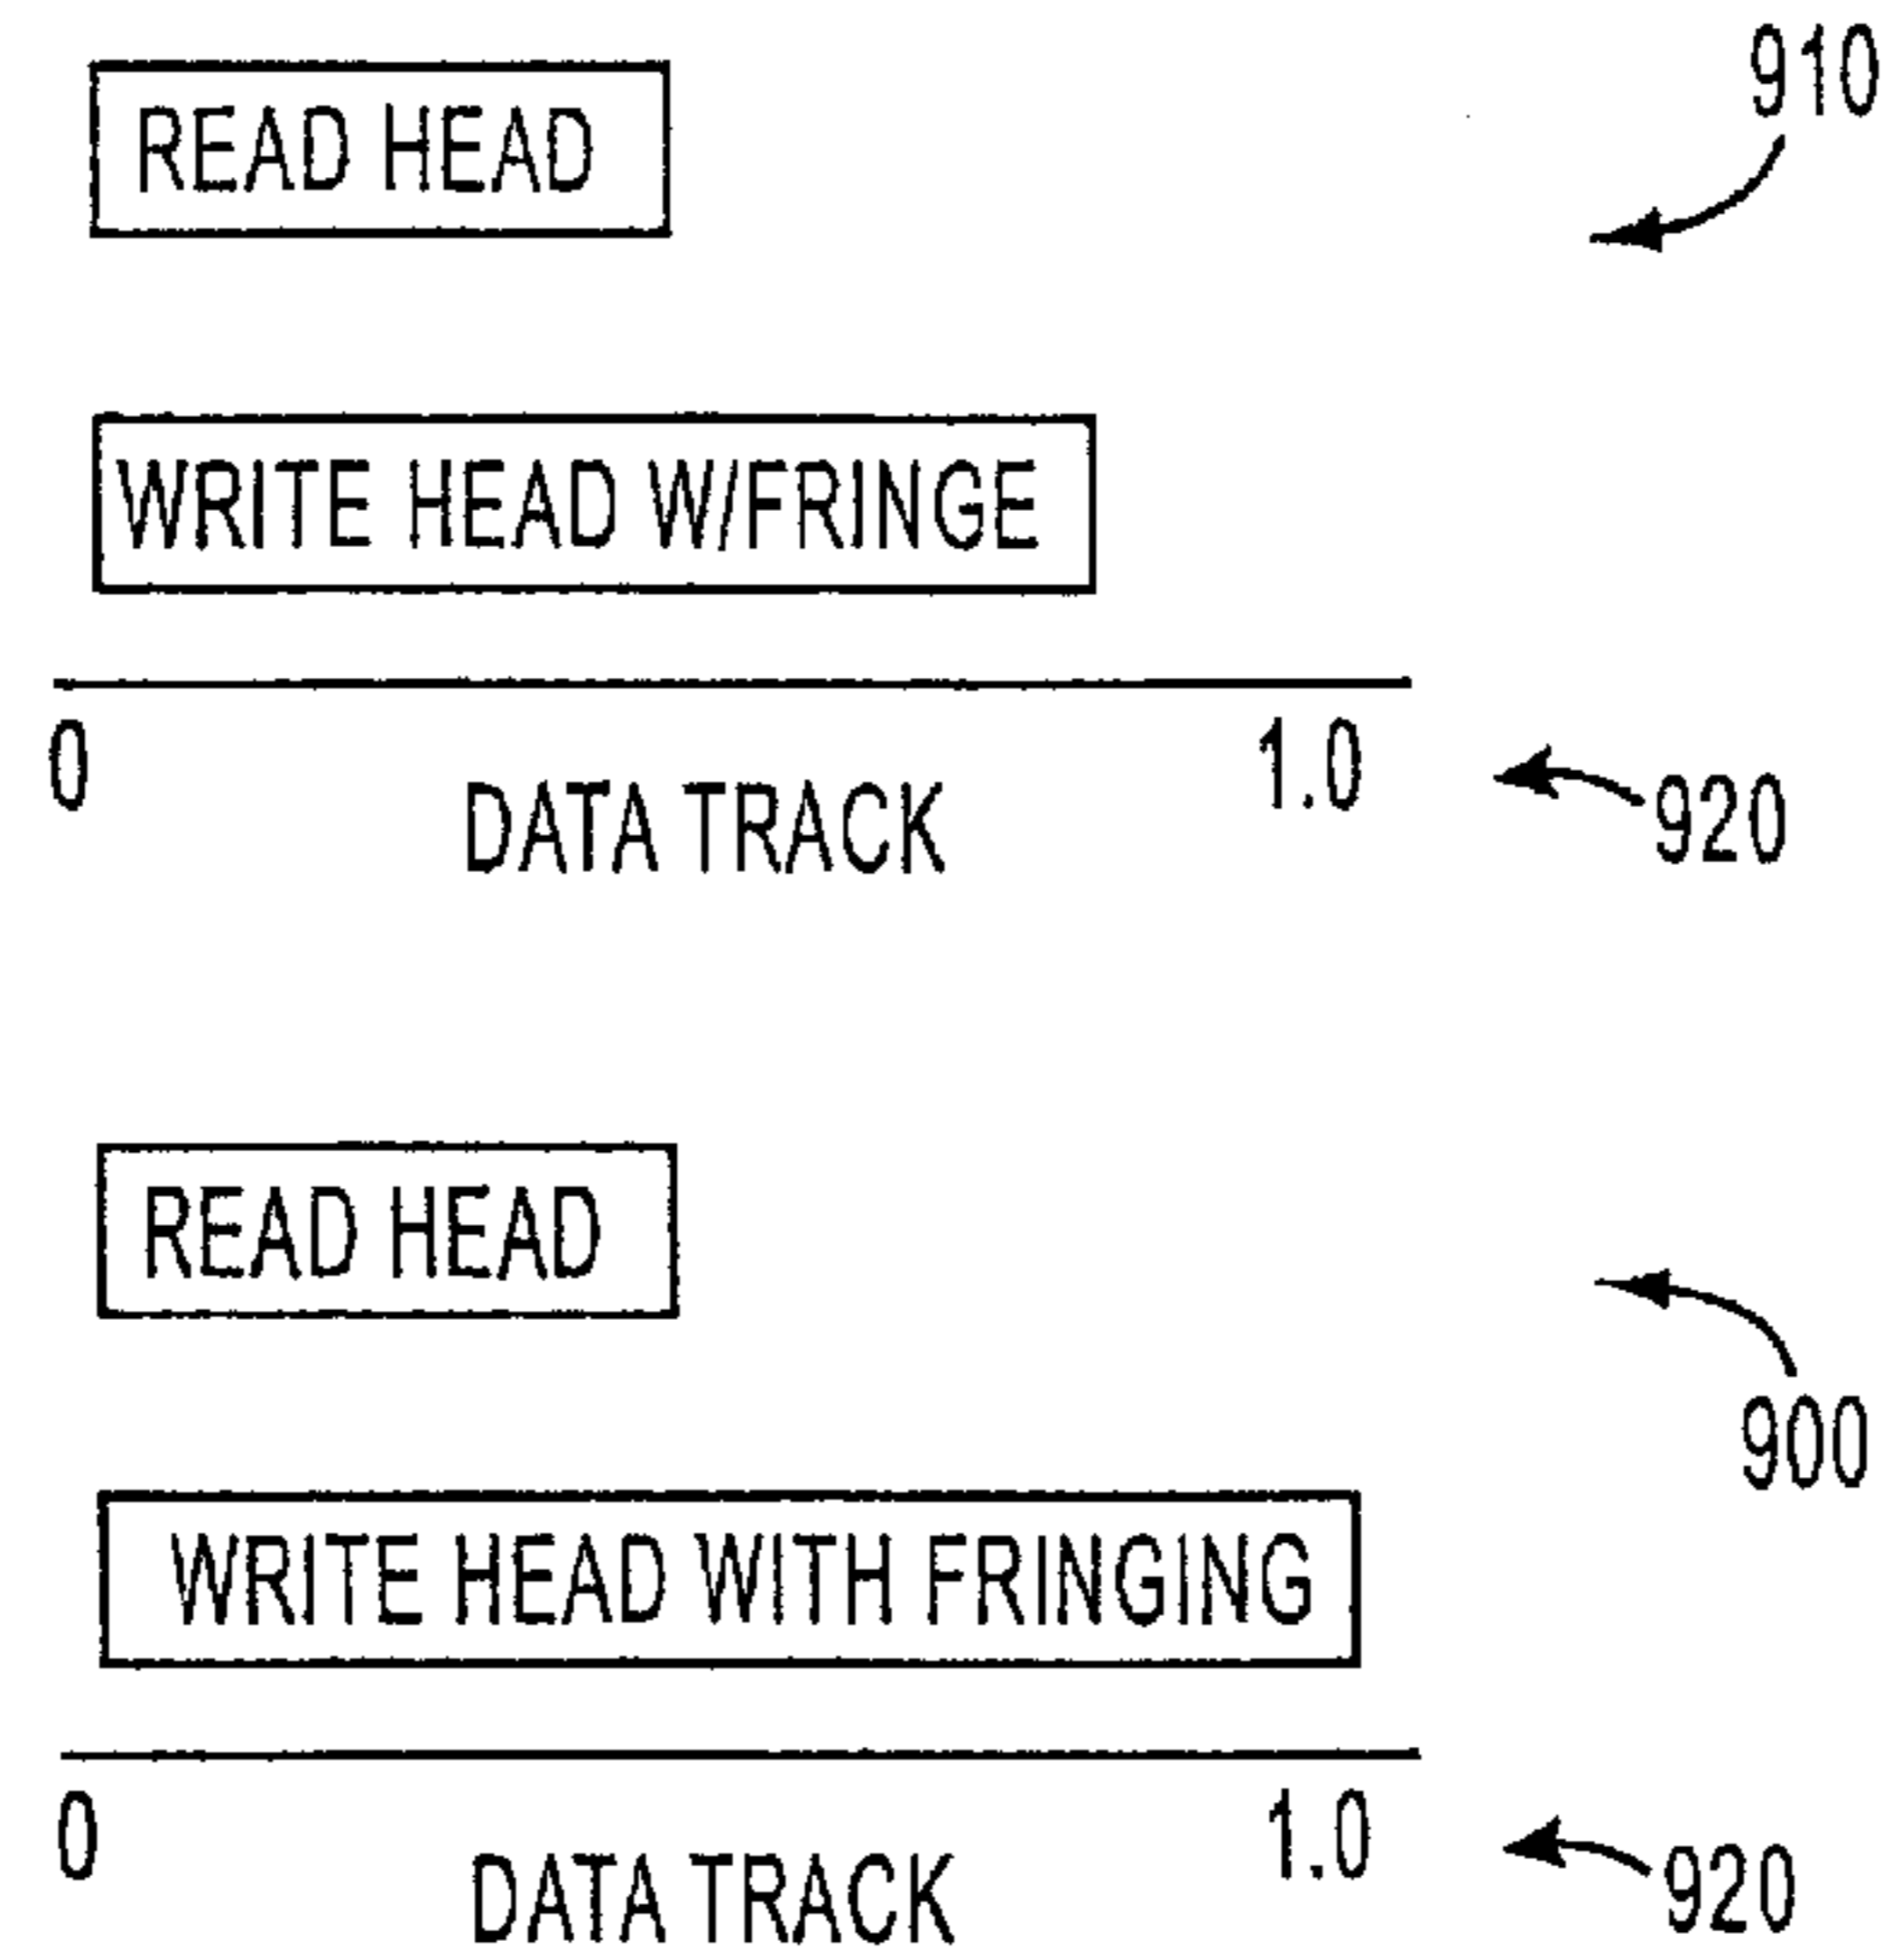 910
READ HEAD
WRITE HEAD W/FRINGE
0 1.0
DATA TRACK
920
READ HEAD
900
WRITE HEAD WITH FRINGING
0 1.0
DATA TRACK
920